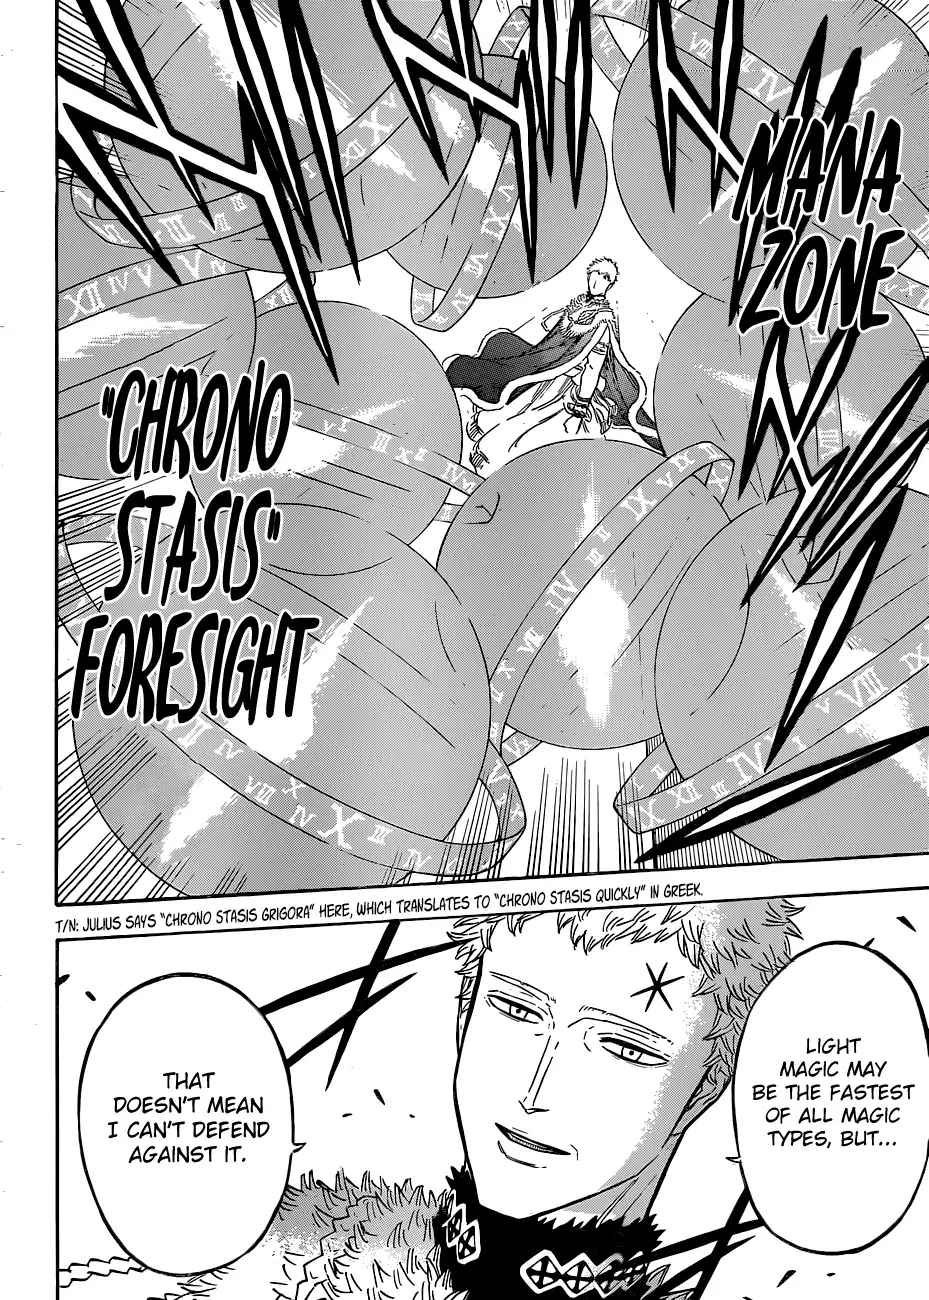 MANA
ZONE
"CHRONO
STASIS"
FORESIGHT
T/N: JULIUS SAYS "CHRONO STASIS GRIGORA" HERE, WHICH TRANSLATES TO "CHRONO STASIS QUICKLY" IN GREEK.
LIGHT
MAGIC MAY
BE THE FASTEST
OF ALL MAGIC
TYPES, BUT...
THAT
DOESN'T MEAN
I CAN'T DEFEND
AGAINST IT.